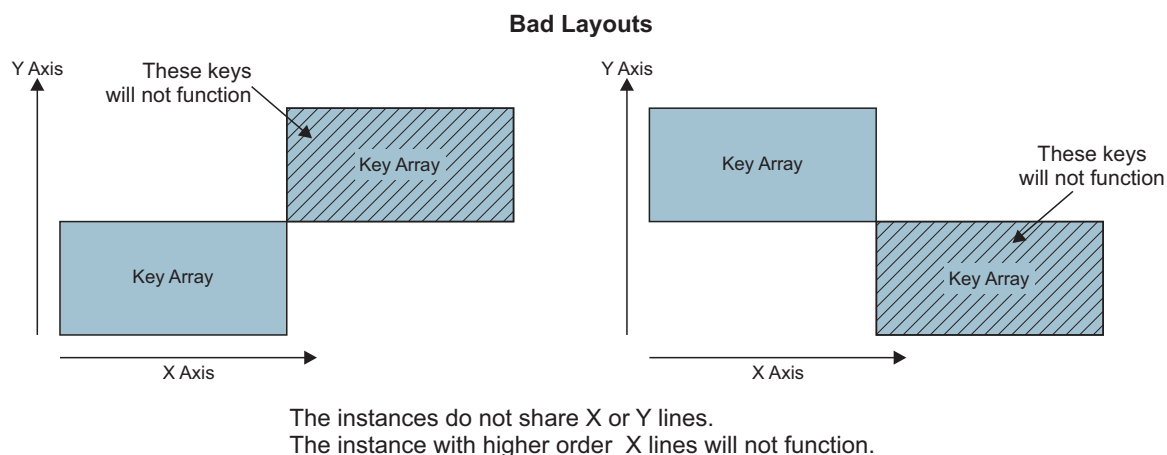 Bad Layouts
Y Axis
These keys
will not function
Key Array
Key Array
X Axis
Y Axis
Key Array
These keys
will not function
Key Array
X Axis
The instances do not share X or Y lines.
The instance with higher order X lines will not function.